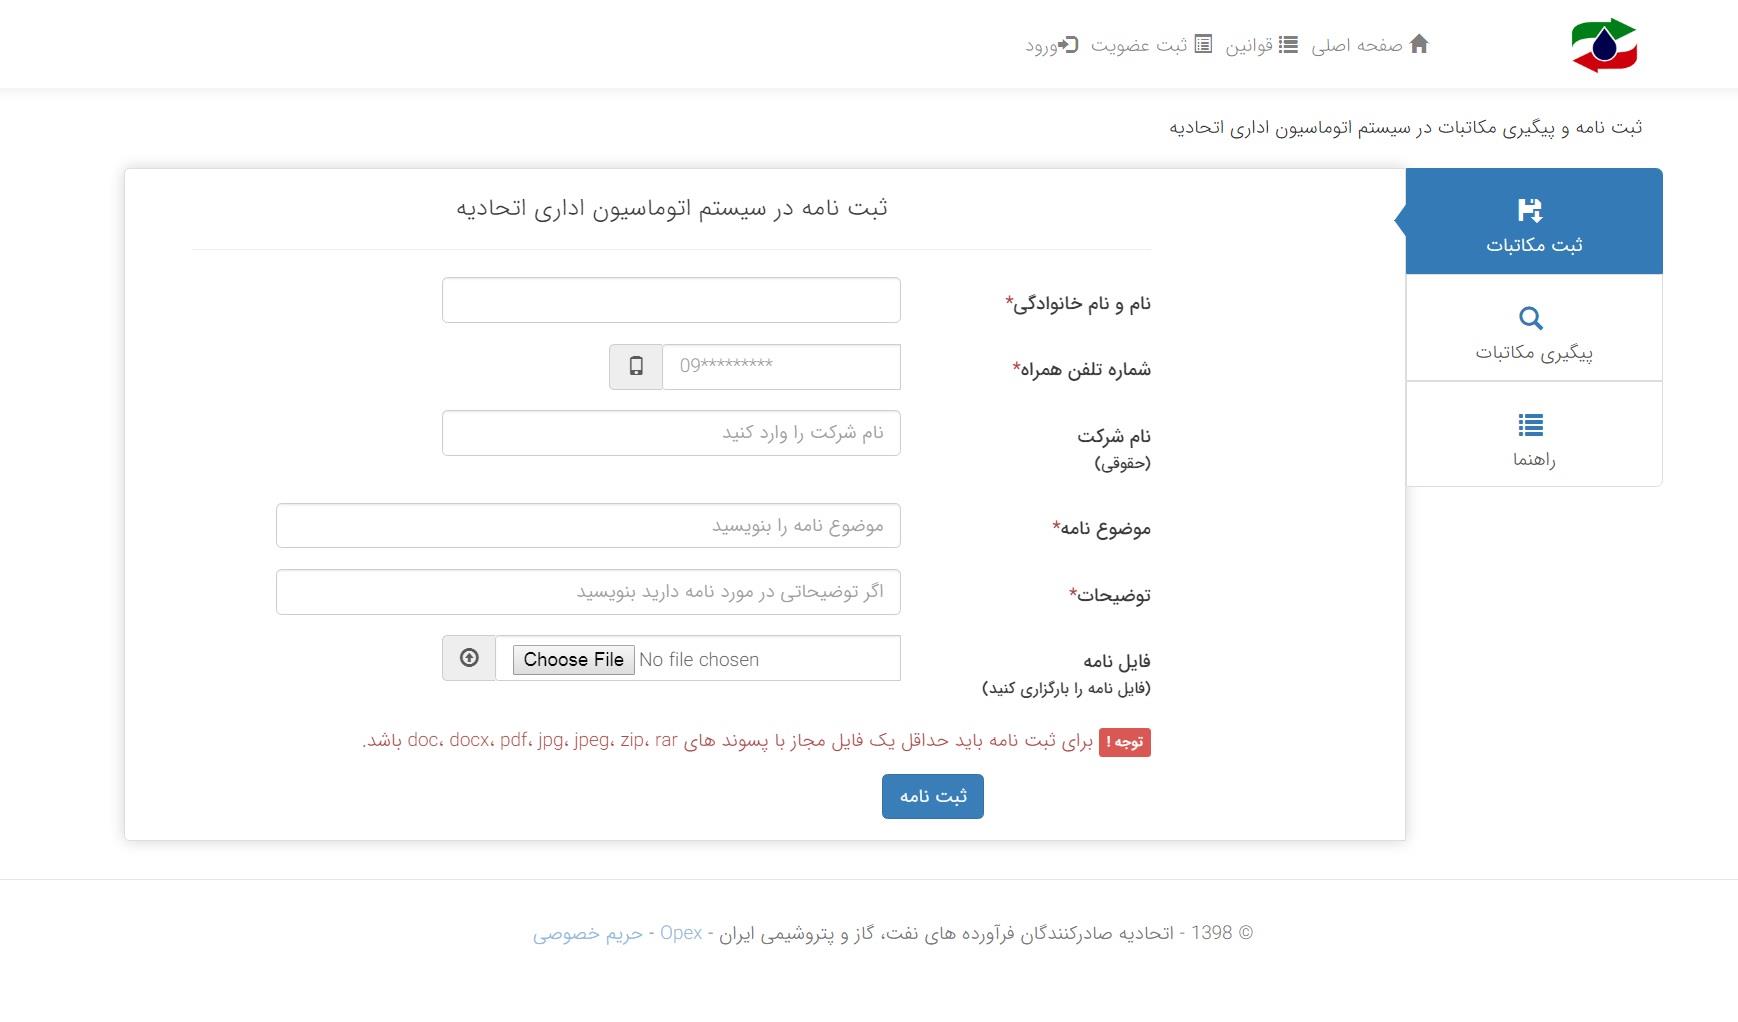 صفحه اصلی قوانین ثبت عضویت ورود
ثبت نامه و پیگیری مکاتبات در سیستم اتوماسیون اداری اتحادیه
ثبت مکاتبات
پیگیری مکاتبات
راهنما
ثبت نامه در سیستم اتوماسیون اداری اتحادیه
نام و نام خانوادگی*
شماره تلفن همراه*
09*********
نام شرکت
(حقوقی)
نام شرکت را وارد کنید
موضوع نامه*
موضوع نامه را بنویسید
توضیحات*
اگر توضیحاتی در مورد نامه دارید بنویسید
فایل نامه
(فایل نامه را بارگزاری کنید)
Choose File No file chosen
توجه ! برای ثبت نامه باید حداقل یک فایل مجاز با پسوند های doc، docx، pdf، jpg، jpeg، zip، rar باشد.
ثبت نامه
© 1398 - اتحادیه صادرکنندگان فرآورده های نفت، گاز و پتروشیمی ایران - Opex - حریم خصوصی